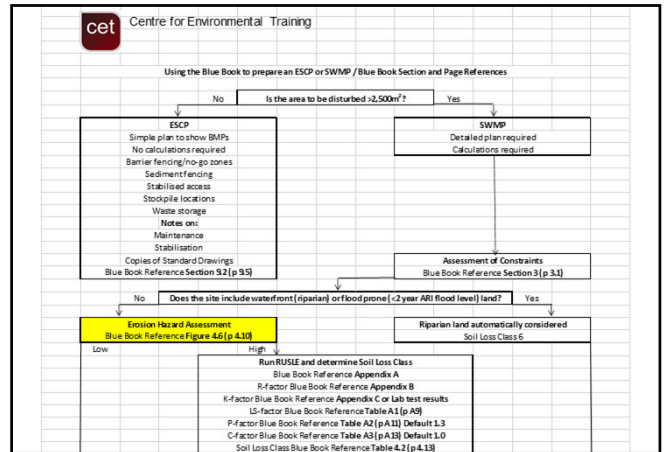 cet
Centre for Environmental Training
Using the Blue Book to prepare an ESCP or SWMP / Blue Book Section and Page References
No
Is the area to be disturbed >2,500m²?
Yes
ESCP
Simple plan to show BMPs
No calculations required
Barrier fencing/no-go zones
Sediment fencing
Stabilised access
Stockpile locations
Waste storage
Notes on:
Maintenance
Stabilisation
Copies of Standard Drawings
Blue Book Reference Section 9.2 (p 9.5)
SWMP
Detailed plan required
Calculations required
Assessment of Constraints
Blue Book Reference Section 3 (p 3.1)
No
Does the site include waterfront (riparian) or flood prone (<2 year ARI flood level) land?
Yes
Erosion Hazard Assessment
Blue Book Reference Figure 4.6 (p 4.10)
Riparian land automatically considered
Soil Loss Class 6
Low
High
Run RUSLE and determine Soil Loss Class
Blue Book Reference Appendix A
R-factor Blue Book Reference Appendix B
K-factor Blue Book Reference Appendix C or Lab test results
LS-factor Blue Book Reference Table A1 (p A9)
P-factor Blue Book Reference Table A2 (p A11) Default 1.3
C-factor Blue Book Reference Table A3 (p A13) Default 1.0
Soil Loss Class Blue Book Reference Table 4.2 (p 4.13)